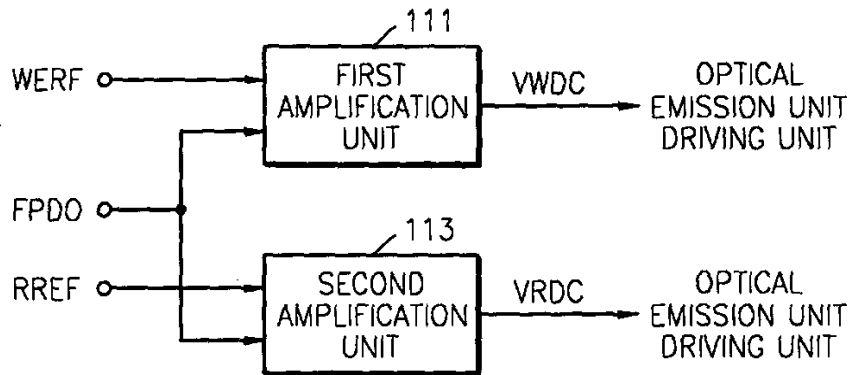 111
WERF
FIRST
AMPLIFICATION
UNIT
VWDC
OPTICAL
EMISSION UNIT
DRIVING UNIT
FPDO
113
RREF
SECOND
AMPLIFICATION
UNIT
VRDC
OPTICAL
EMISSION UNIT
DRIVING UNIT